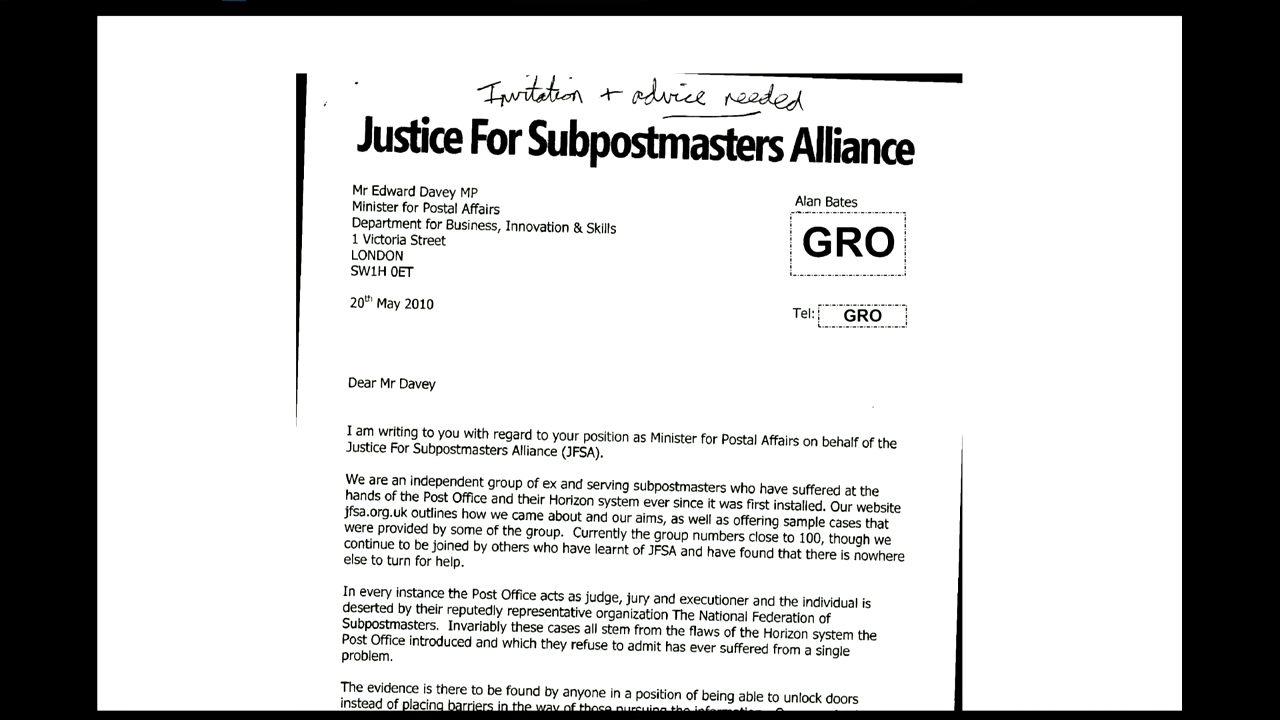 Invitation + advice needed
Justice For Subpostmasters Alliance
Mr Edward Davey MP
Minister for Postal Affairs
Department for Business, Innovation & Skills
1 Victoria Street
LONDON
SW1H 0ET
Alan Bates
GRO
20th May 2010
Tel: GRO
Dear Mr Davey
I am writing to you with regard to your position as Minister for Postal Affairs on behalf of the
Justice For Subpostmasters Alliance (JFSA).
We are an independent group of ex and serving subpostmasters who have suffered at the
hands of the Post Office and their Horizon system ever since it was first installed. Our website
jfsa.org.uk outlines how we came about and our aims, as well as offering sample cases that
were provided by some of the group. Currently the group numbers close to 100, though we
continue to be joined by others who have learnt of JFSA and have found that there is nowhere
else to turn for help.
In every instance the Post Office acts as judge, jury and executioner and the individual is
deserted by their reputedly representative organization The National Federation of
Subpostmasters. Invariably these cases all stem from the flaws of the Horizon system the
Post Office introduced and which they refuse to admit has ever suffered from a single
problem.
The evidence is there to be found by anyone in a position of being able to unlock doors
instead of placing barriers in the way of those pursuing the information.